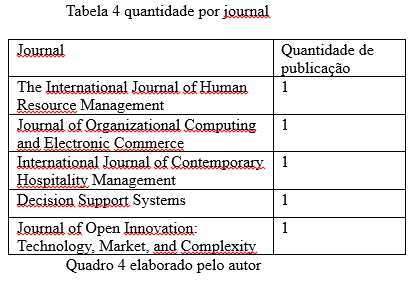 Tabela 4 quantidade por journal
Journal
Quantidade de
publicação
The International Journal of Human
Resource Management
1
Journal of Organizational Computing
and Electronic Commerce
1
International Journal of Contemporary
Hospitality Management
1
Decision Support Systems
1
Journal of Open Innovation:
Technology, Market, and Complexity
1
Quadro 4 elaborado pelo autor